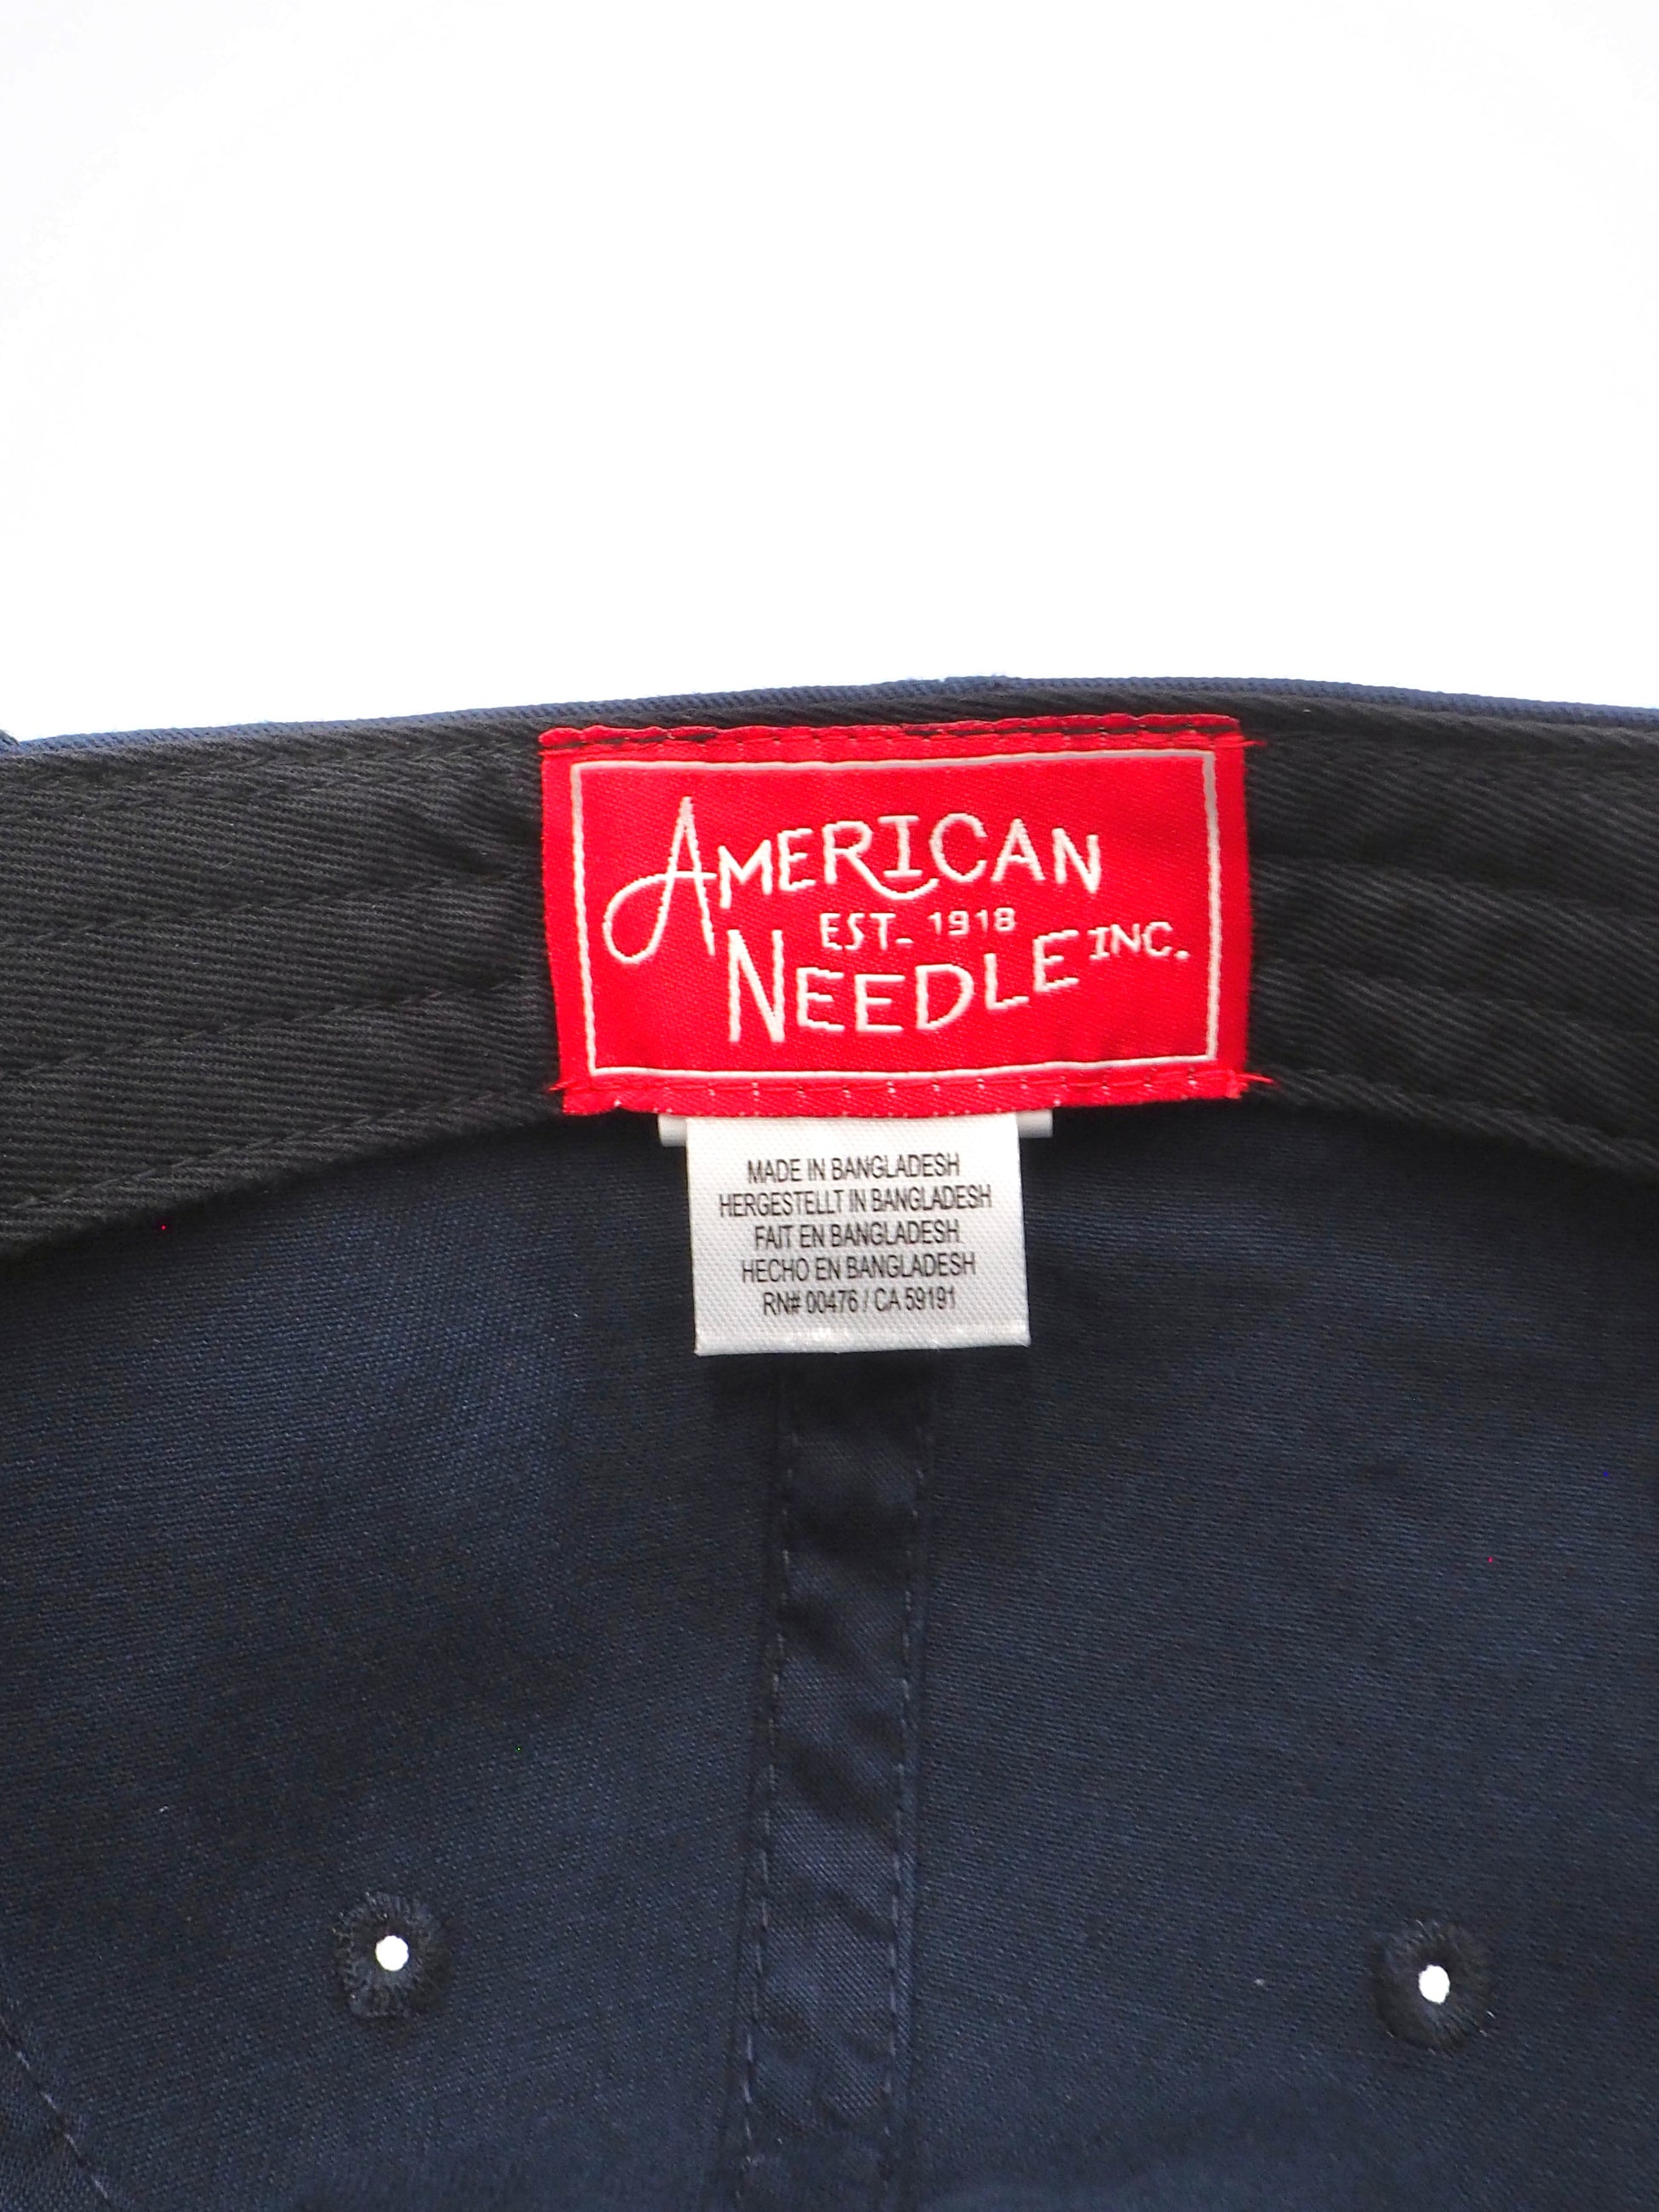 AMERICAN
EST. 1918
NEEDLE INC.
MADE IN BANGLADESH
HERGESTELLT IN BANGLADESH
FAIT EN BANGLADESH
HECHO EN BANGLADESH
RN# 00476 / CA 59191